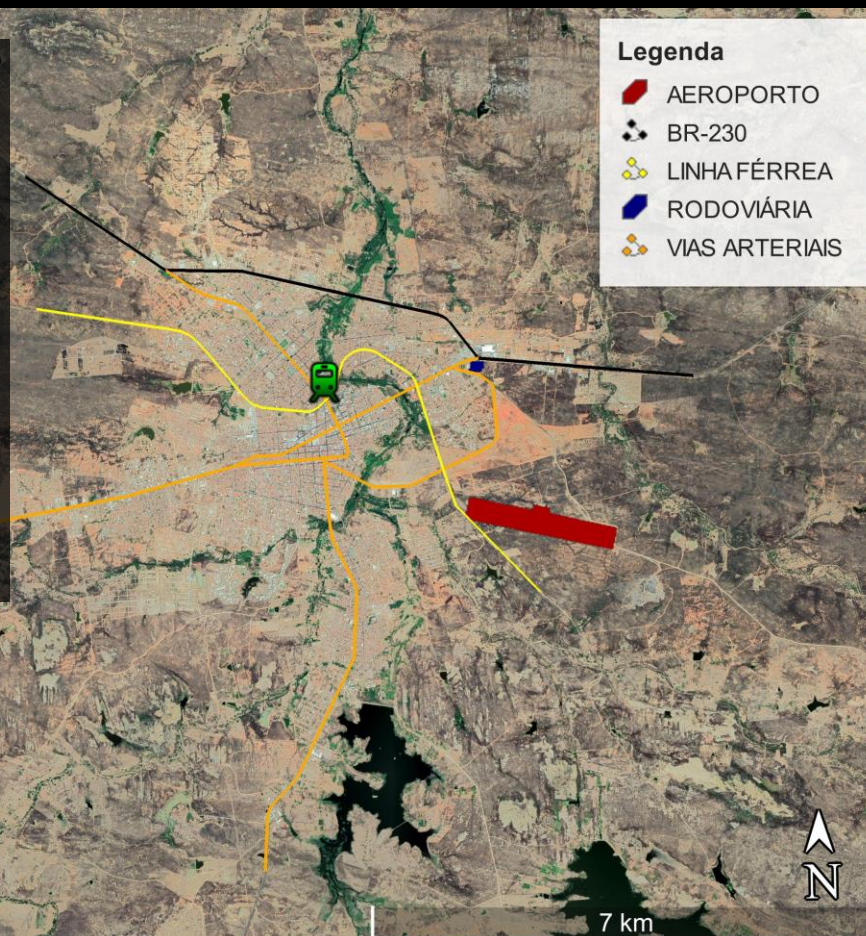 Legenda
AEROPORTO
BR-230
LINHA FÉRREA
RODOVIÁRIA
VIAS ARTERIAIS
N
7 km